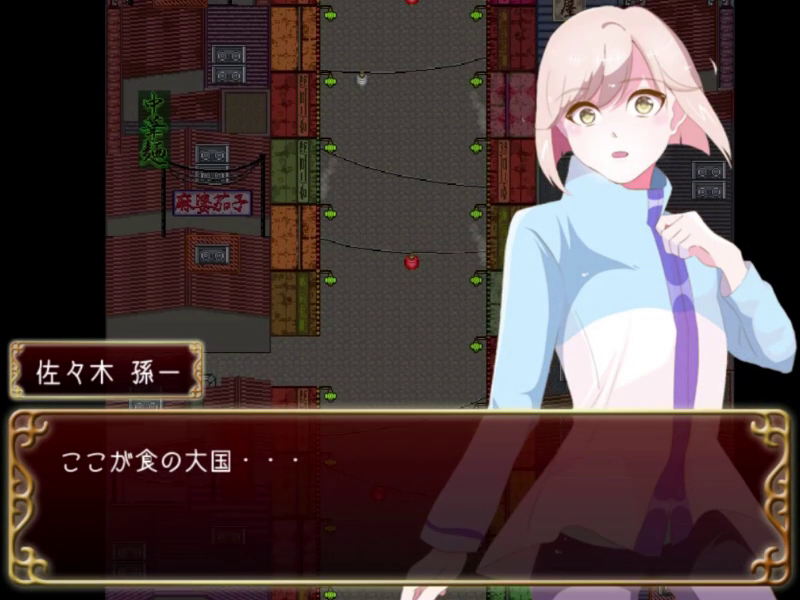 中華麺
麻婆茄子
佐々木 孫一
ここが食の大国・・・